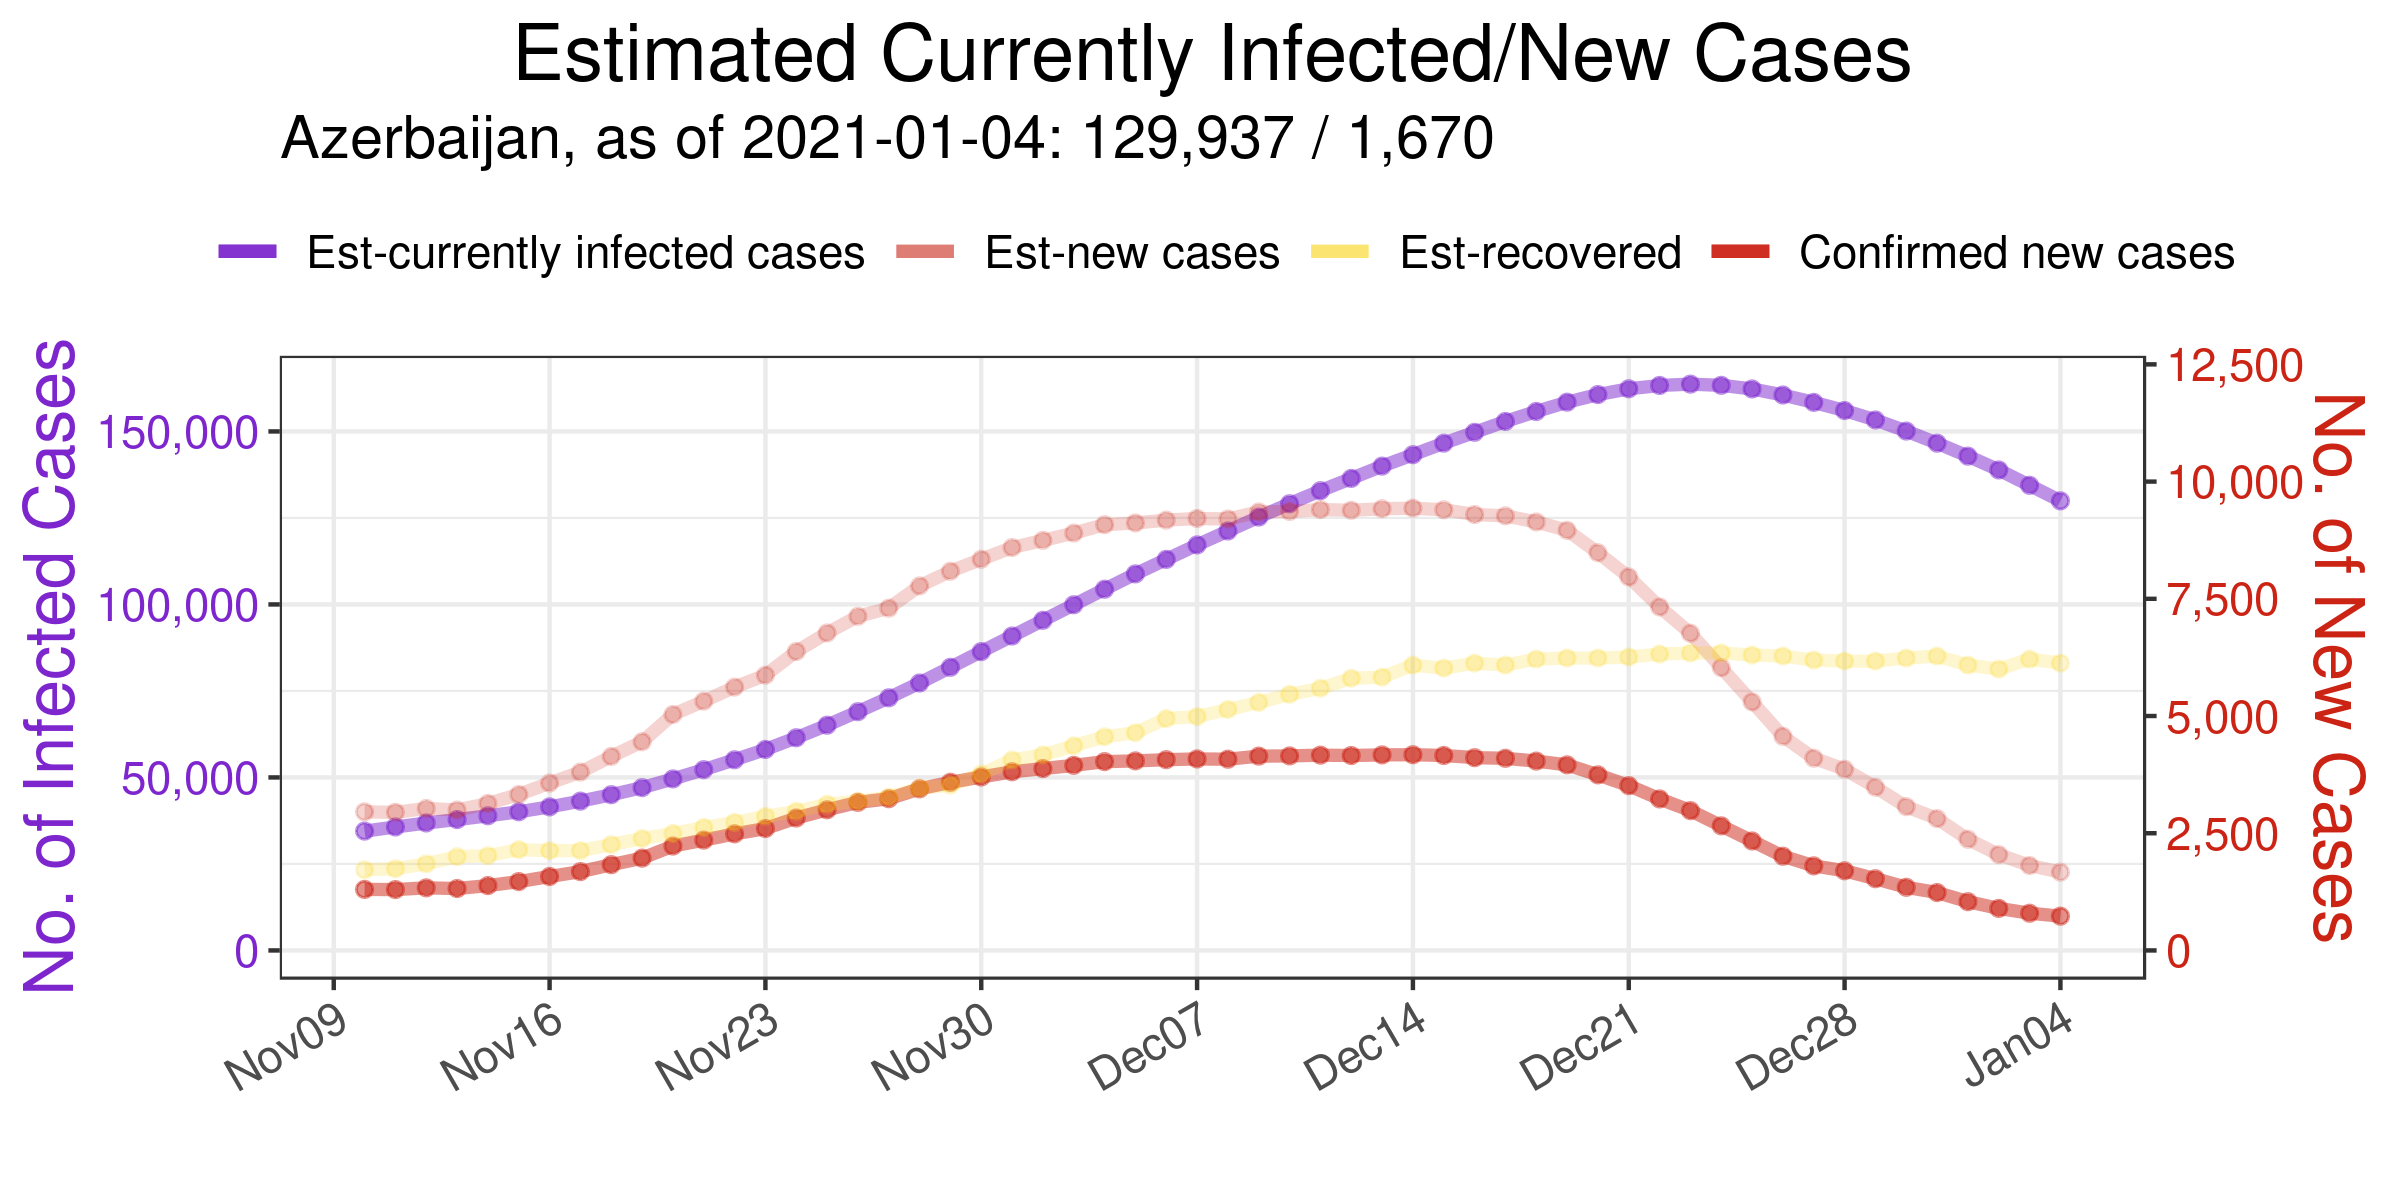 Estimated Currently Infected/New Cases
Azerbaijan, as of 2021-01-04: 129,937 / 1,670
Est-currently infected cases Est-new cases Est-recovered Confirmed new cases
No. of Infected Cases
150,000
100,000
50,000
0
12,500
10,000
7,500
5,000
2,500
0
No. of New Cases
Nov09 Nov16 Nov23 Nov30 Dec07 Dec14 Dec21 Dec28 Jan04